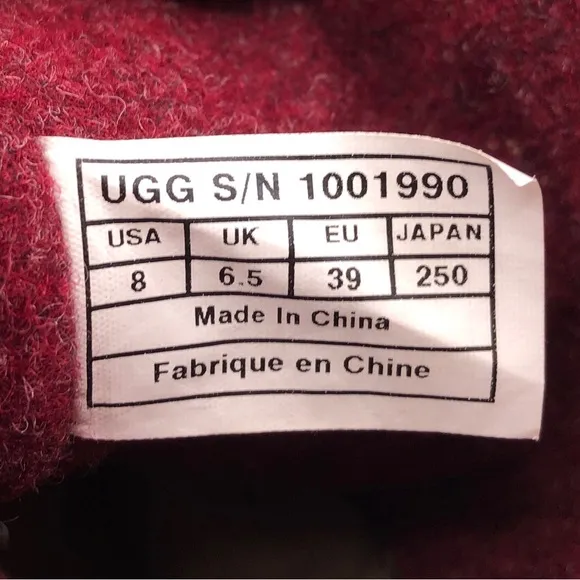 UGG S/N 1001990
USA UK EU JAPAN
8 6.5 39 250
Made In China
Fabrique en Chine